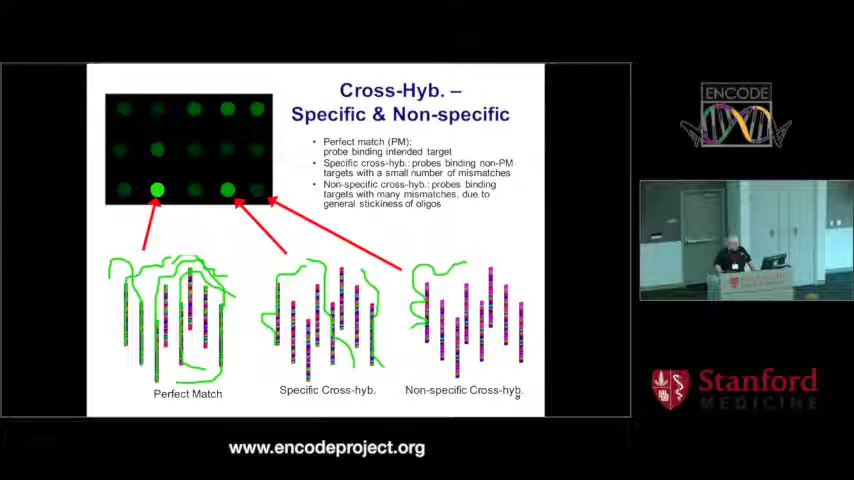 Cross-Hyb. –
Specific & Non-specific
• Perfect match (PM):
probe binding intended target
• Specific cross-hyb.: probes binding non-PM
targets with a small number of mismatches
• Non-specific cross-hyb.: probes binding
targets with many mismatches, due to
general stickiness of oligos
Perfect Match
Specific Cross-hyb.
Non-specific Cross-hyb.
ENCODE
Stanford
MEDICINE
www.encodeproject.org